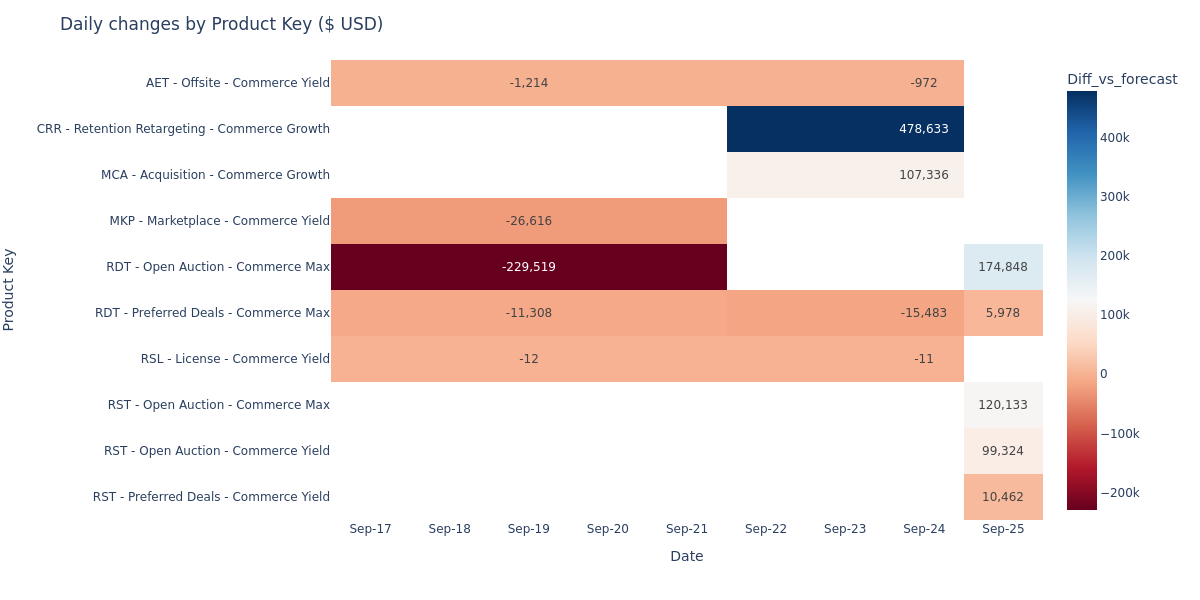 Daily changes by Product Key ($ USD)
Diff_vs_forecast
AET - Offsite - Commerce Yield -1,214 -972
CRR - Retention Retargeting - Commerce Growth 478,633
MCA - Acquisition - Commerce Growth 107,336
MKP - Marketplace - Commerce Yield -26,616
RDT - Open Auction - Commerce Max -229,519 174,848
RDT - Preferred Deals - Commerce Max -11,308 -15,483 5,978
RSL - License - Commerce Yield -12 -11
RST - Open Auction - Commerce Max 120,133
RST - Open Auction - Commerce Yield 99,324
RST - Preferred Deals - Commerce Yield 10,462
Sep-17 Sep-18 Sep-19 Sep-20 Sep-21 Sep-22 Sep-23 Sep-24 Sep-25
Date
Product Key
400k
300k
200k
100k
0
−100k
−200k